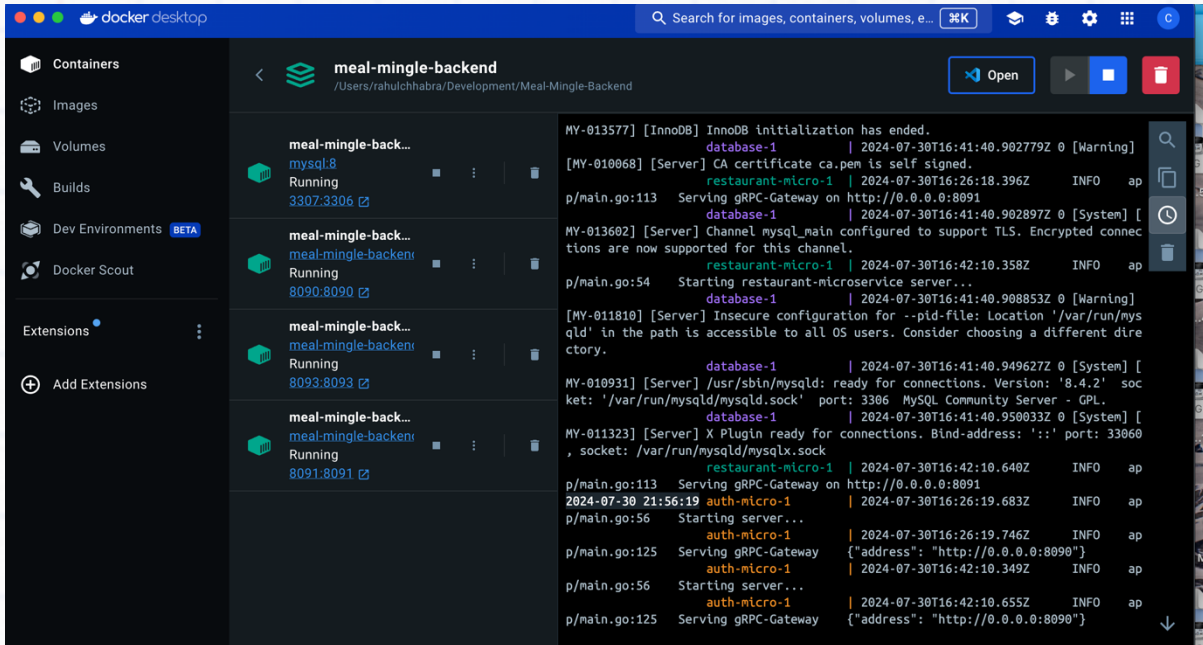 docker desktop
Search for images, containers, volumes, e... ⌘K
C
Containers
Images
Volumes
Builds
Dev Environments BETA
Docker Scout
Extensions
Add Extensions
meal-mingle-backend
/Users/rahulchhabra/Development/Meal-Mingle-Backend
Open
meal-mingle-back...
mysql:8
Running
3307:3306
meal-mingle-back...
meal-mingle-backend
Running
8090:8090
meal-mingle-back...
meal-mingle-backend
Running
8093:8093
meal-mingle-back...
meal-mingle-backend
Running
8091:8091
MY-013577] [InnoDB] InnoDB initialization has ended.
database-1 | 2024-07-30T16:41:40.902779Z 0 [Warning]
[MY-010068] [Server] CA certificate ca.pem is self signed.
restaurant-micro-1 | 2024-07-30T16:26:18.396Z INFO ap
p/main.go:113 Serving gRPC-Gateway on http://0.0.0.0:8091
database-1 | 2024-07-30T16:41:40.902897Z 0 [System] [
MY-013602] [Server] Channel mysql_main configured to support TLS. Encrypted connec
tions are now supported for this channel.
restaurant-micro-1 | 2024-07-30T16:42:10.358Z INFO ap
p/main.go:54 Starting restaurant-microservice server...
database-1 | 2024-07-30T16:41:40.908853Z 0 [Warning]
[MY-011810] [Server] Insecure configuration for --pid-file: Location '/var/run/mys
qld' in the path is accessible to all OS users. Consider choosing a different dire
ctory.
database-1 | 2024-07-30T16:41:40.949627Z 0 [System] [
MY-010931] [Server] /usr/sbin/mysqld: ready for connections. Version: '8.4.2' soc
ket: '/var/run/mysqld/mysqld.sock' port: 3306 MySQL Community Server - GPL.
database-1 | 2024-07-30T16:41:40.950033Z 0 [System] [
MY-011323] [Server] X Plugin ready for connections. Bind-address: '::' port: 33060
, socket: /var/run/mysqld/mysqlx.sock
restaurant-micro-1 | 2024-07-30T16:42:10.640Z INFO ap
p/main.go:113 Serving gRPC-Gateway on http://0.0.0.0:8091
2024-07-30 21:56:19 auth-micro-1 | 2024-07-30T16:26:19.683Z INFO ap
p/main.go:56 Starting server...
auth-micro-1 | 2024-07-30T16:26:19.746Z INFO ap
p/main.go:125 Serving gRPC-Gateway {"address": "http://0.0.0.0:8090"}
auth-micro-1 | 2024-07-30T16:42:10.349Z INFO ap
p/main.go:56 Starting server...
auth-micro-1 | 2024-07-30T16:42:10.655Z INFO ap
p/main.go:125 Serving gRPC-Gateway {"address": "http://0.0.0.0:8090"}